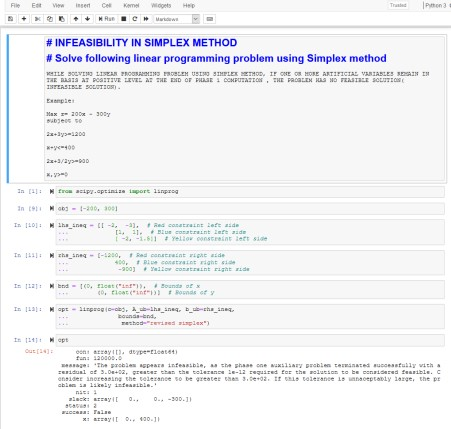 File Edit View Insert Cell Kernel Widgets Help Trusted Python 3
Run Markdown
# INFEASIBILITY IN SIMPLEX METHOD
# Solve following linear programming problem using Simplex method
WHILE SOLVING LINEAR PROGRAMMING PROBLEM USING SIMPLEX METHOD, IF ONE OR MORE ARTIFICIAL VARIABLES REMAIN IN
THE BASIS AT POSITIVE LEVEL AT THE END OF PHASE 1 COMPUTATION , THE PROBLEM HAS NO FEASIBLE SOLUTION(
INFEASIBLE SOLUTION).
Example:
Max z= 200x - 300y
subject to
2x+3y>=1200
x+y<=400
2x+3/2y>=900
x,y>=0
In [1]: from scipy.optimize import linprog
In [9]: obj = [-200, 300]
In [10]: lhs_ineq = [[ -2, -3], # Red constraint left side
... [1, 1], # Blue constraint left side
... [ -2, -1.5]] # Yellow constraint left side
In [11]: rhs_ineq = [-1200, # Red constraint right side
... 400, # Blue constraint right side
... -900] # Yellow constraint right side
In [12]: bnd = [(0, float("inf")), # Bounds of x
... (0, float("inf"))] # Bounds of y
In [13]: opt = linprog(c=obj, A_ub=lhs_ineq, b_ub=rhs_ineq,
... bounds=bnd,
... method="revised simplex")
In [14]: opt
Out[14]: con: array([], dtype=float64)
fun: 120000.0
message: 'The problem appears infeasible, as the phase one auxiliary problem terminated successfully with a
residual of 3.0e+02, greater than the tolerance 1e-12 required for the solution to be considered feasible. C
onsider increasing the tolerance to be greater than 3.0e+02. If this tolerance is unnaceptably large, the pr
oblem is likely infeasible.'
nit: 1
slack: array([ 0., 0., -300.])
status: 2
success: False
x: array([ 0., 400.])